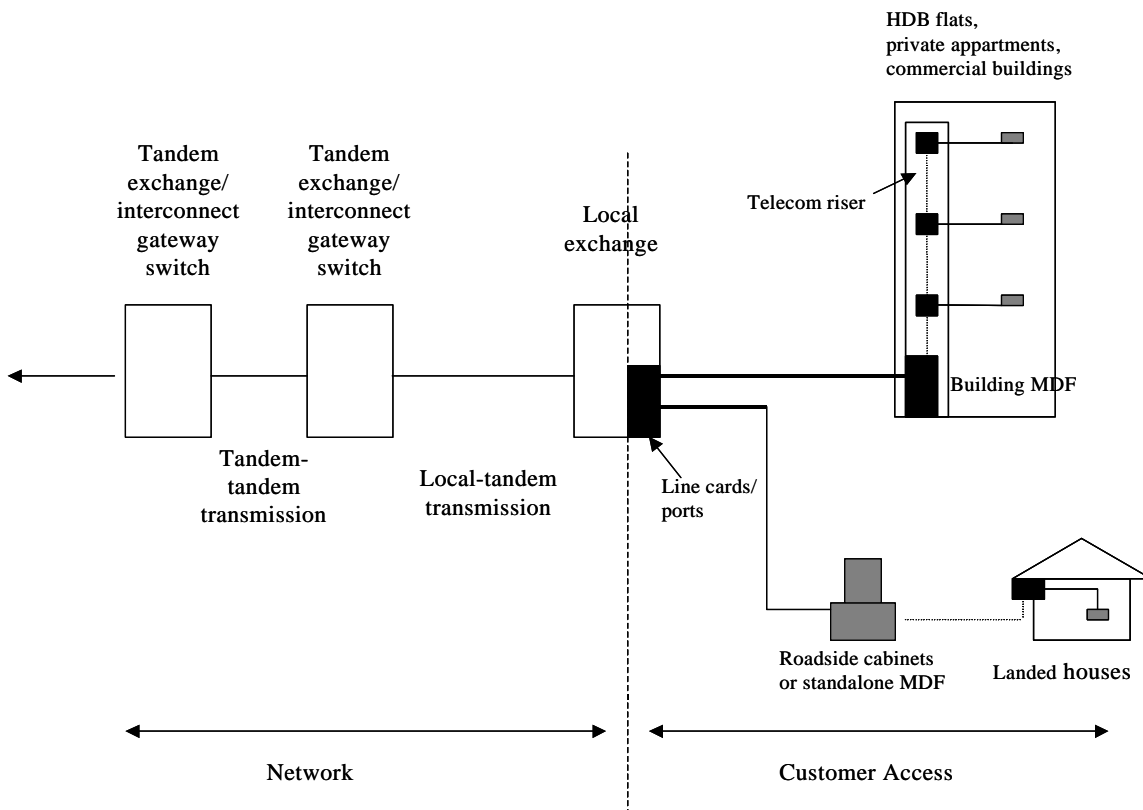 HDB flats,
private appartments,
commercial buildings
Tandem
exchange/
interconnect
gateway
switch
Tandem
exchange/
interconnect
gateway
switch
Local
exchange
Telecom riser
Building MDF
Tandem-
tandem
transmission
Local-tandem
transmission
Line cards/
ports
Roadside cabinets
or standalone MDF
Landed houses
Network
Customer Access